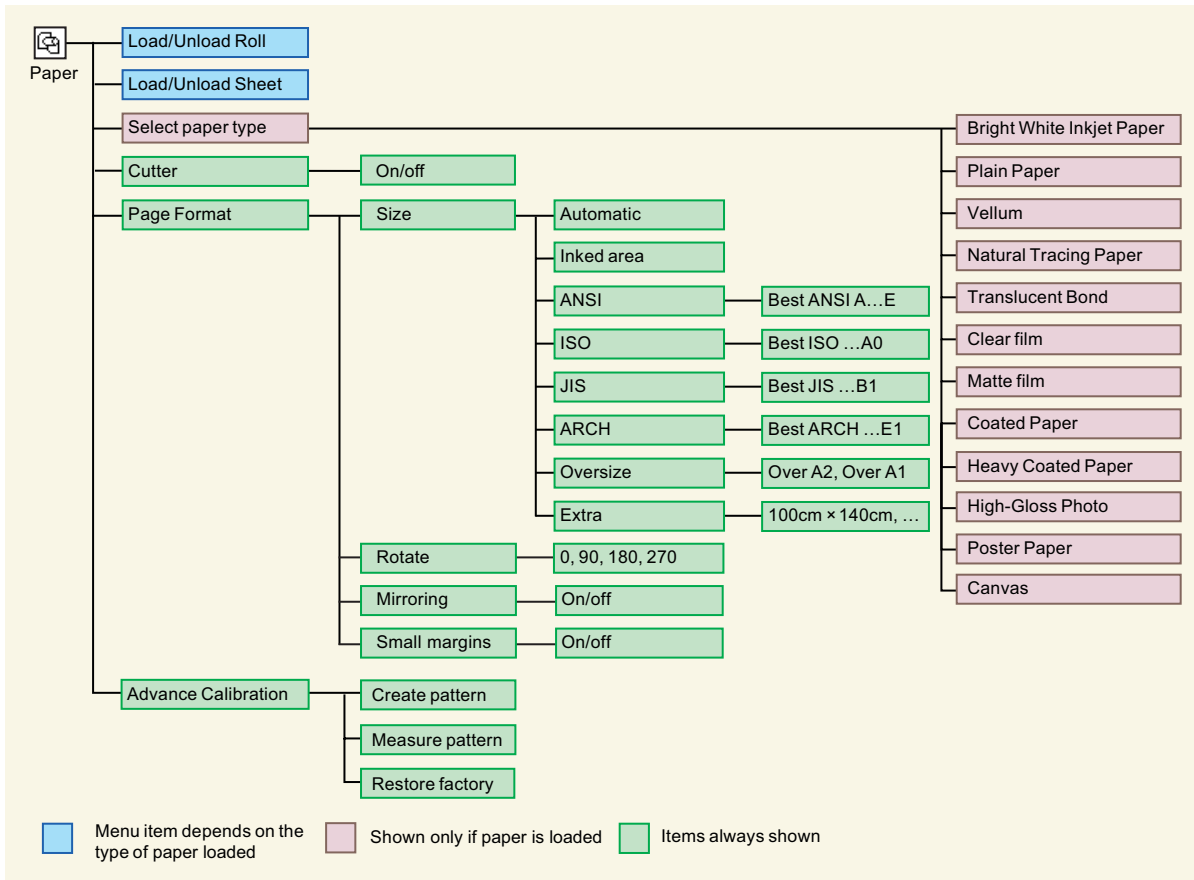 Load/Unload Roll
Paper
Load/Unload Sheet
Select paper type
Bright White Inkjet Paper
Cutter
On/off
Plain Paper
Page Format
Size
Automatic
Vellum
Inked area
Natural Tracing Paper
ANSI
Best ANSI A…E
Translucent Bond
ISO
Best ISO …A0
Clear film
JIS
Best JIS …B1
Matte film
ARCH
Best ARCH …E1
Coated Paper
Oversize
Over A2, Over A1
Heavy Coated Paper
Extra
100cm × 140cm, …
High-Gloss Photo
Rotate
0, 90, 180, 270
Poster Paper
Mirroring
On/off
Canvas
Small margins
On/off
Advance Calibration
Create pattern
Measure pattern
Restore factory
Menu item depends on the
type of paper loaded
Shown only if paper is loaded
Items always shown